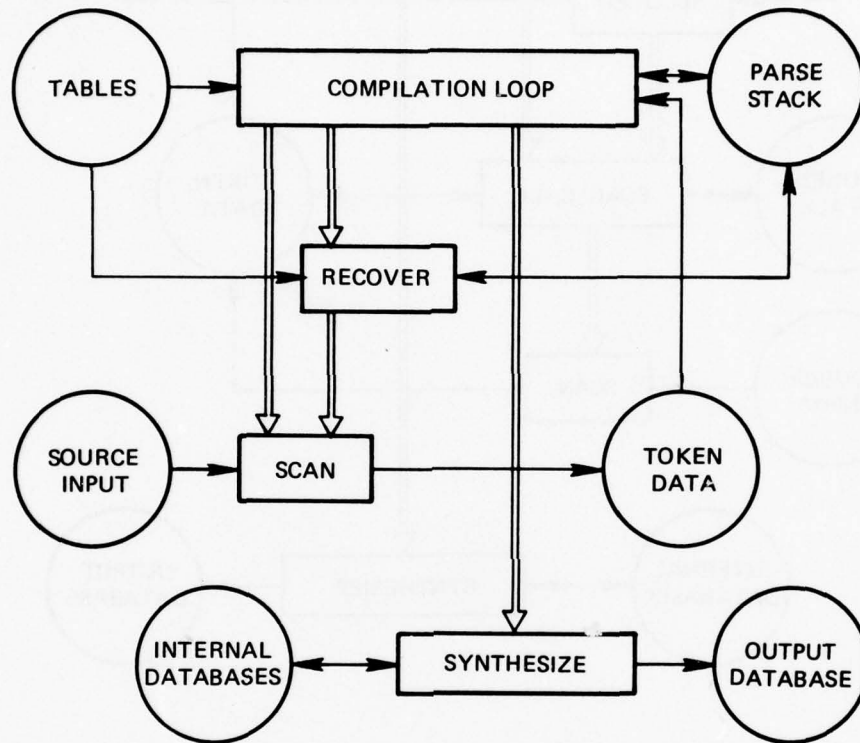 TABLES
COMPILATION LOOP
PARSE
STACK
RECOVER
SOURCE
INPUT
SCAN
TOKEN
DATA
INTERNAL
DATABASES
SYNTHESIZE
OUTPUT
DATABASE